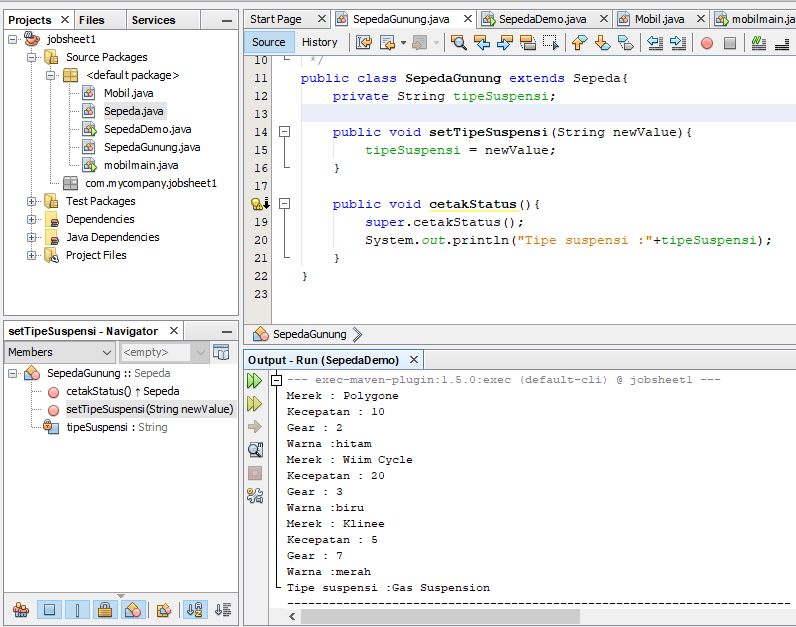 Projects
Files
Services
jobsheet1
Source Packages
<default package>
Mobil.java
Sepeda.java
SepedaDemo.java
SepedaGunung.java
mobilmain.java
com.mycompany.jobsheet1
Test Packages
Dependencies
Java Dependencies
Project Files
setTipeSuspensi - Navigator
Members
<empty>
SepedaGunung :: Sepeda
cetakStatus() ↑ Sepeda
setTipeSuspensi(String newValue)
tipeSuspensi : String
Start Page
SepedaGunung.java
SepedaDemo.java
Mobil.java
mobilmain.ja
Source
History
10 */
11 public class SepedaGunung extends Sepeda{
12 private String tipeSuspensi;
13
14 public void setTipeSuspensi(String newValue){
15 tipeSuspensi = newValue;
16 }
17
public void cetakStatus(){
19 super.cetakStatus();
20 System.out.println("Tipe suspensi :"+tipeSuspensi);
21 }
22 }
23
SepedaGunung
Output - Run (SepedaDemo)
--- exec-maven-plugin:1.5.0:exec (default-cli) @ jobsheet1 ---
Merek : Polygone
Kecepatan : 10
Gear : 2
Warna :hitam
Merek : Wiim Cycle
Kecepatan : 20
Gear : 3
Warna :biru
Merek : Klinee
Kecepatan : 5
Gear : 7
Warna :merah
Tipe suspensi :Gas Suspension
------------------------------------------------------------------------